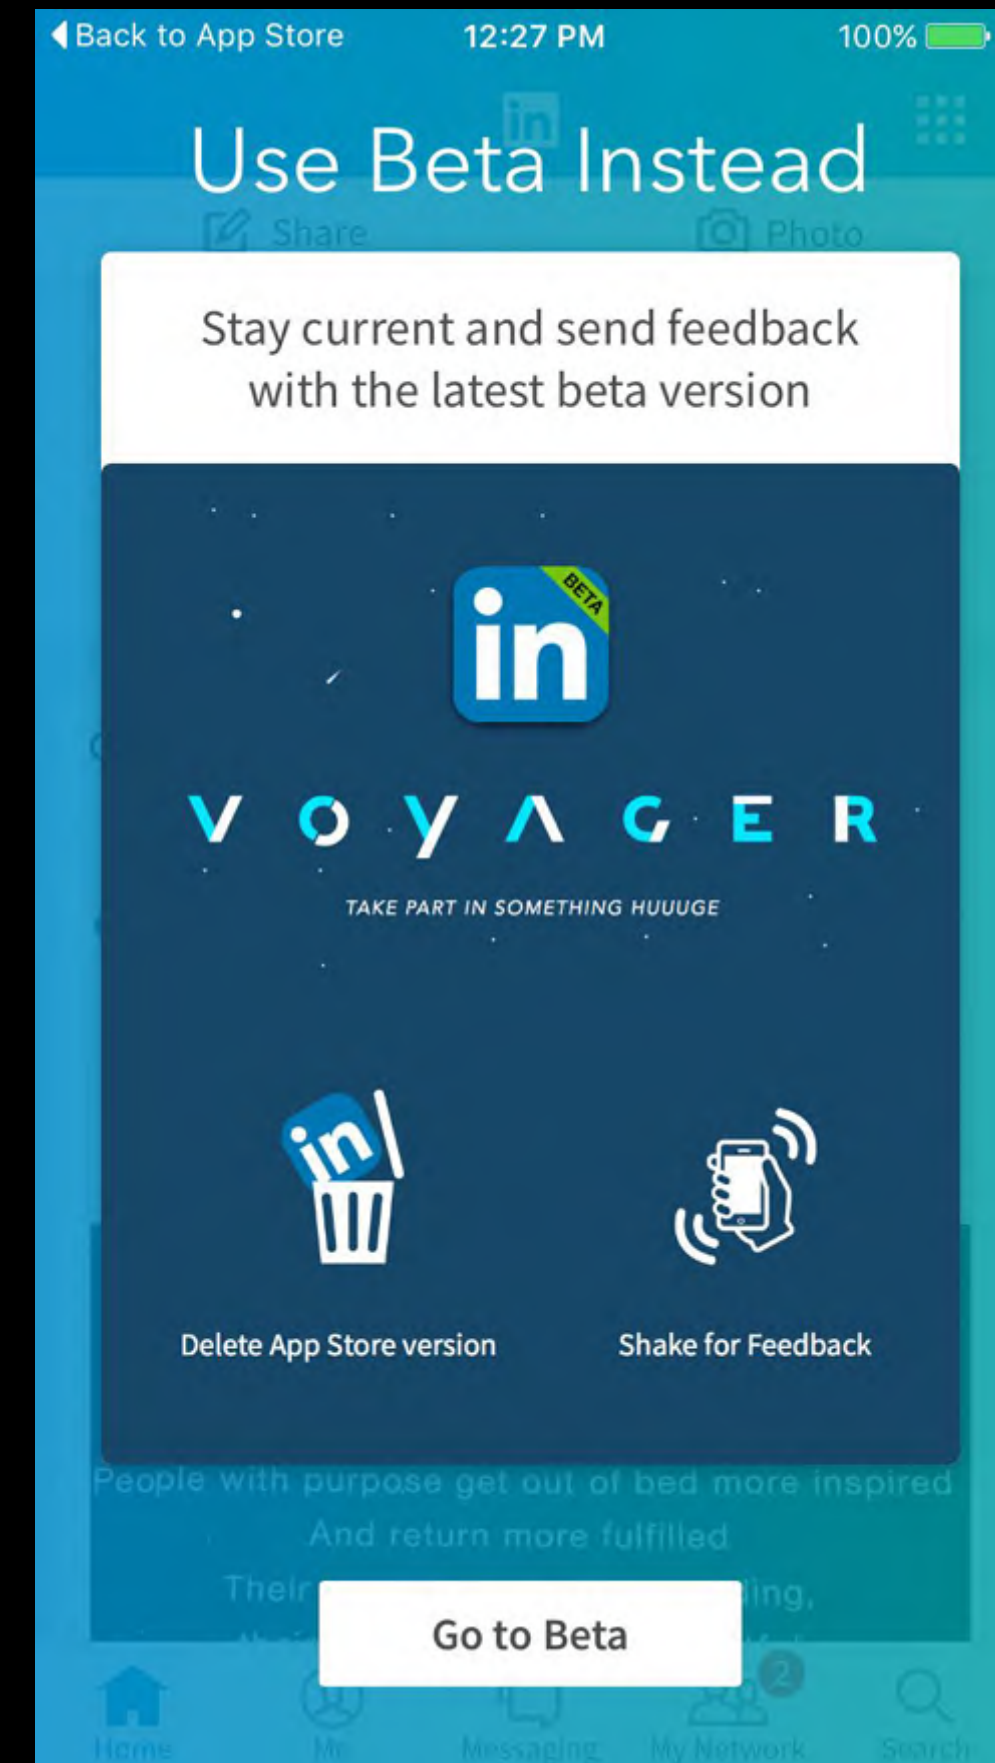 Back to App Store 12:27 PM 100%
in
Use Beta Instead
Share Photo
Stay current and send feedback
with the latest beta version
BETA
in
VOYAGER
TAKE PART IN SOMETHING HUUUGE
in
Delete App Store version Shake for Feedback
People with purpose get out of bed more inspired
And return more fulfilled
Their
Go to Beta
2
Home Me Messaging My Network Search